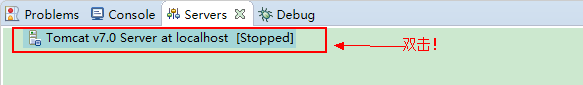 Problems Console Servers Debug
Tomcat v7.0 Server at localhost [Stopped] 双击!